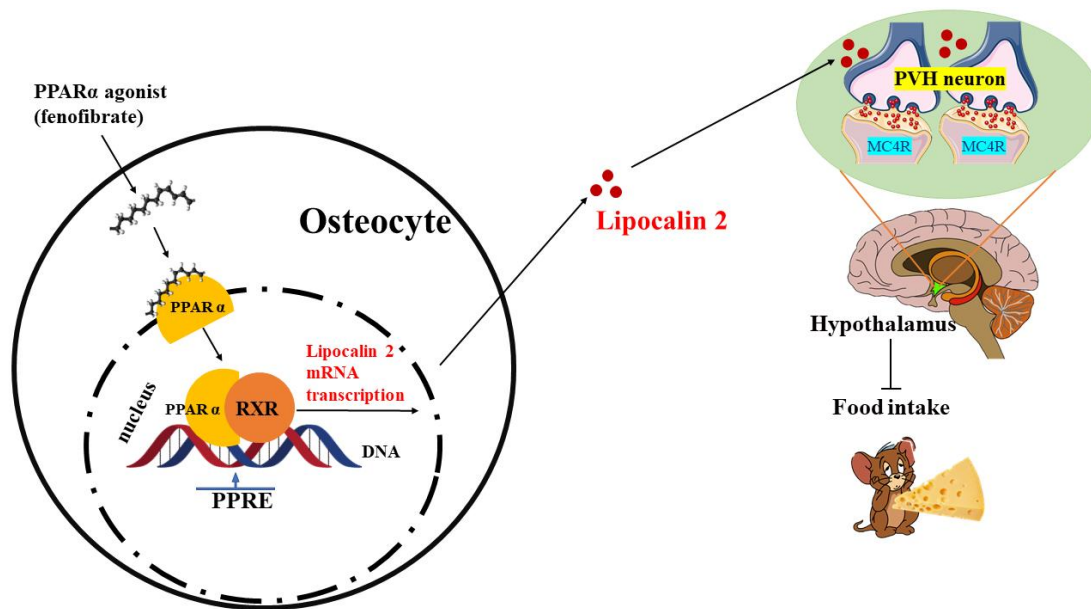 PPARα agonist
(fenofibrate)
Osteocyte
PPAR α
nucleus
PPAR α
RXR
Lipocalin 2
mRNA
transcription
DNA
PPRE
Lipocalin 2
PVH neuron
MC4R
MC4R
Hypothalamus
Food intake